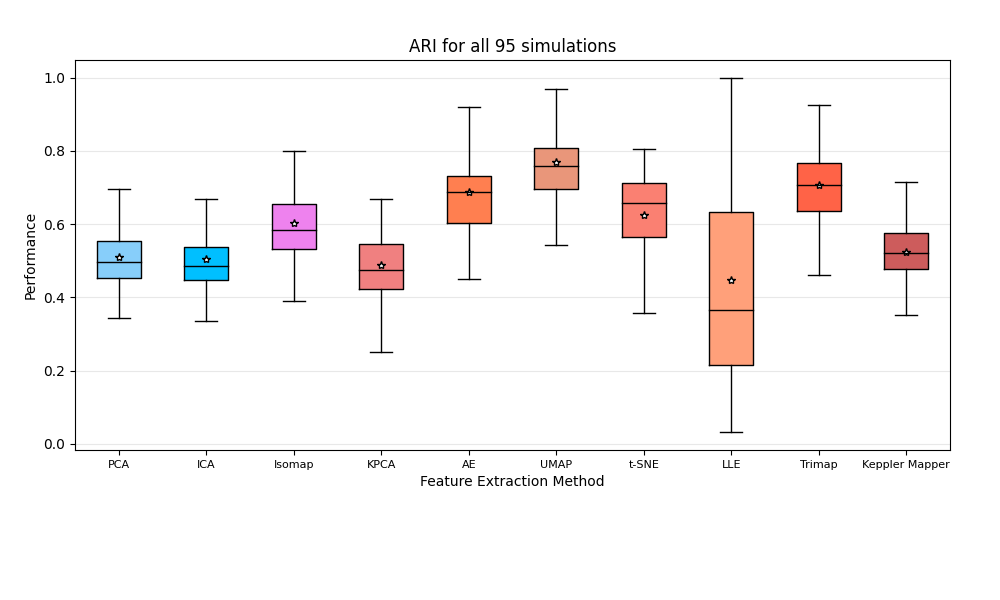 ARI for all 95 simulations
Performance
1.0
0.8
0.6
0.4
0.2
0.0
PCA ICA Isomap KPCA AE UMAP t-SNE LLE Trimap Keppler Mapper
Feature Extraction Method